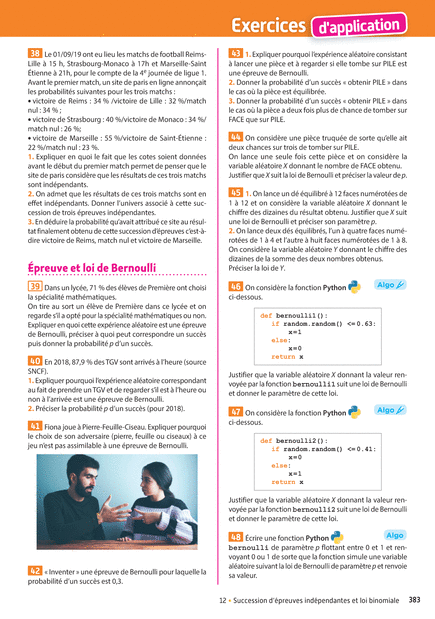 Exercices d'application
38 Le 01/09/19 ont eu lieu les matchs de football Reims-
Lille à 15 h, Strasbourg-Monaco à 17h et Marseille-Saint
Étienne à 21h, pour le compte de la 4e journée de ligue 1.
Avant le premier match, un site de paris en ligne annonçait
les probabilités suivantes pour les trois matchs :
• victoire de Reims : 34 % /victoire de Lille : 32 %/match
nul : 34 % ;
• victoire de Strasbourg : 40 %/victoire de Monaco : 34 %/
match nul : 26 %;
• victoire de Marseille : 55 %/victoire de Saint-Étienne :
22 %/match nul : 23 %.
1. Expliquer en quoi le fait que les cotes soient données
avant le début du premier match permet de penser que le
site de paris considère que les résultats de ces trois matchs
sont indépendants.
2. On admet que les résultats de ces trois matchs sont en
effet indépendants. Donner l'univers associé à cette suc-
cession de trois épreuves indépendantes.
3. En déduire la probabilité qu'avait attribué ce site au résul-
tat finalement obtenu de cette succession d'épreuves c'est-à-
dire victoire de Reims, match nul et victoire de Marseille.
Épreuve et loi de Bernoulli
39 Dans un lycée, 71 % des élèves de Première ont choisi
la spécialité mathématiques.
On tire au sort un élève de Première dans ce lycée et on
regarde s'il a opté pour la spécialité mathématiques ou non.
Expliquer en quoi cette expérience aléatoire est une épreuve
de Bernoulli, préciser à quoi peut correspondre un succès
puis donner la probabilité p d'un succès.
40 En 2018, 87,9 % des TGV sont arrivés à l'heure (source
SNCF).
1. Expliquer pourquoi l'expérience aléatoire correspondant
au fait de prendre un TGV et de regarder s'il est à l'heure ou
non à l'arrivée est une épreuve de Bernoulli.
2. Préciser la probabilité p d'un succès (pour 2018).
41 Fiona joue à Pierre-Feuille-Ciseau. Expliquer pourquoi
le choix de son adversaire (pierre, feuille ou ciseaux) à ce
jeu n'est pas assimilable à une épreuve de Bernoulli.
42 « Inventer » une épreuve de Bernoulli pour laquelle la
probabilité d'un succès est 0,3.
43 1. Expliquer pourquoi l'expérience aléatoire consistant
à lancer une pièce et à regarder si elle tombe sur PILE est
une épreuve de Bernoulli.
2. Donner la probabilité d'un succès « obtenir PILE » dans
le cas où la pièce est équilibrée.
3. Donner la probabilité d'un succès « obtenir PILE » dans
le cas où la pièce a deux fois plus de chance de tomber sur
FACE que sur PILE.
44 On considère une pièce truquée de sorte qu'elle ait
deux chances sur trois de tomber sur PILE.
On lance une seule fois cette pièce et on considère la
variable aléatoire X donnant le nombre de FACE obtenu.
Justifier que X suit la loi de Bernoulli et préciser la valeur de p.
45 1. On lance un dé équilibré à 12 faces numérotées de
1 à 12 et on considère la variable aléatoire X donnant le
chiffre des dizaines du résultat obtenu. Justifier que X suit
une loi de Bernoulli et préciser son paramètre p.
2. On lance deux dés équilibrés, l'un à quatre faces numé-
rotées de 1 à 4 et l'autre à huit faces numérotées de 1 à 8.
On considère la variable aléatoire Y donnant le chiffre des
dizaines de la somme des deux nombres obtenus.
Préciser la loi de Y.
46 On considère la fonction Python Algo
ci-dessous.
def bernoulli1():
if random.random() <=0.63:
x=1
else:
x=0
return x
Justifier que la variable aléatoire X donnant la valeur ren-
voyée par la fonction bernoulli1 suit une loi de Bernoulli
et donner le paramètre de cette loi.
47 On considère la fonction Python Algo
ci-dessous.
def bernoulli2():
if random.random() <=0.41:
x=0
else:
x=1
return x
Justifier que la variable aléatoire X donnant la valeur ren-
voyée par la fonction bernoulli2 suit une loi de Bernoulli
et donner le paramètre de cette loi.
48 Écrire une fonction Python Algo
bernoulli de paramètre p flottant entre 0 et 1 et ren-
voyant 0 ou 1 de sorte que la fonction simule une variable
aléatoire suivant la loi de Bernoulli de paramètre p et renvoie
sa valeur.
12 • Succession d'épreuves indépendantes et loi binomiale 383